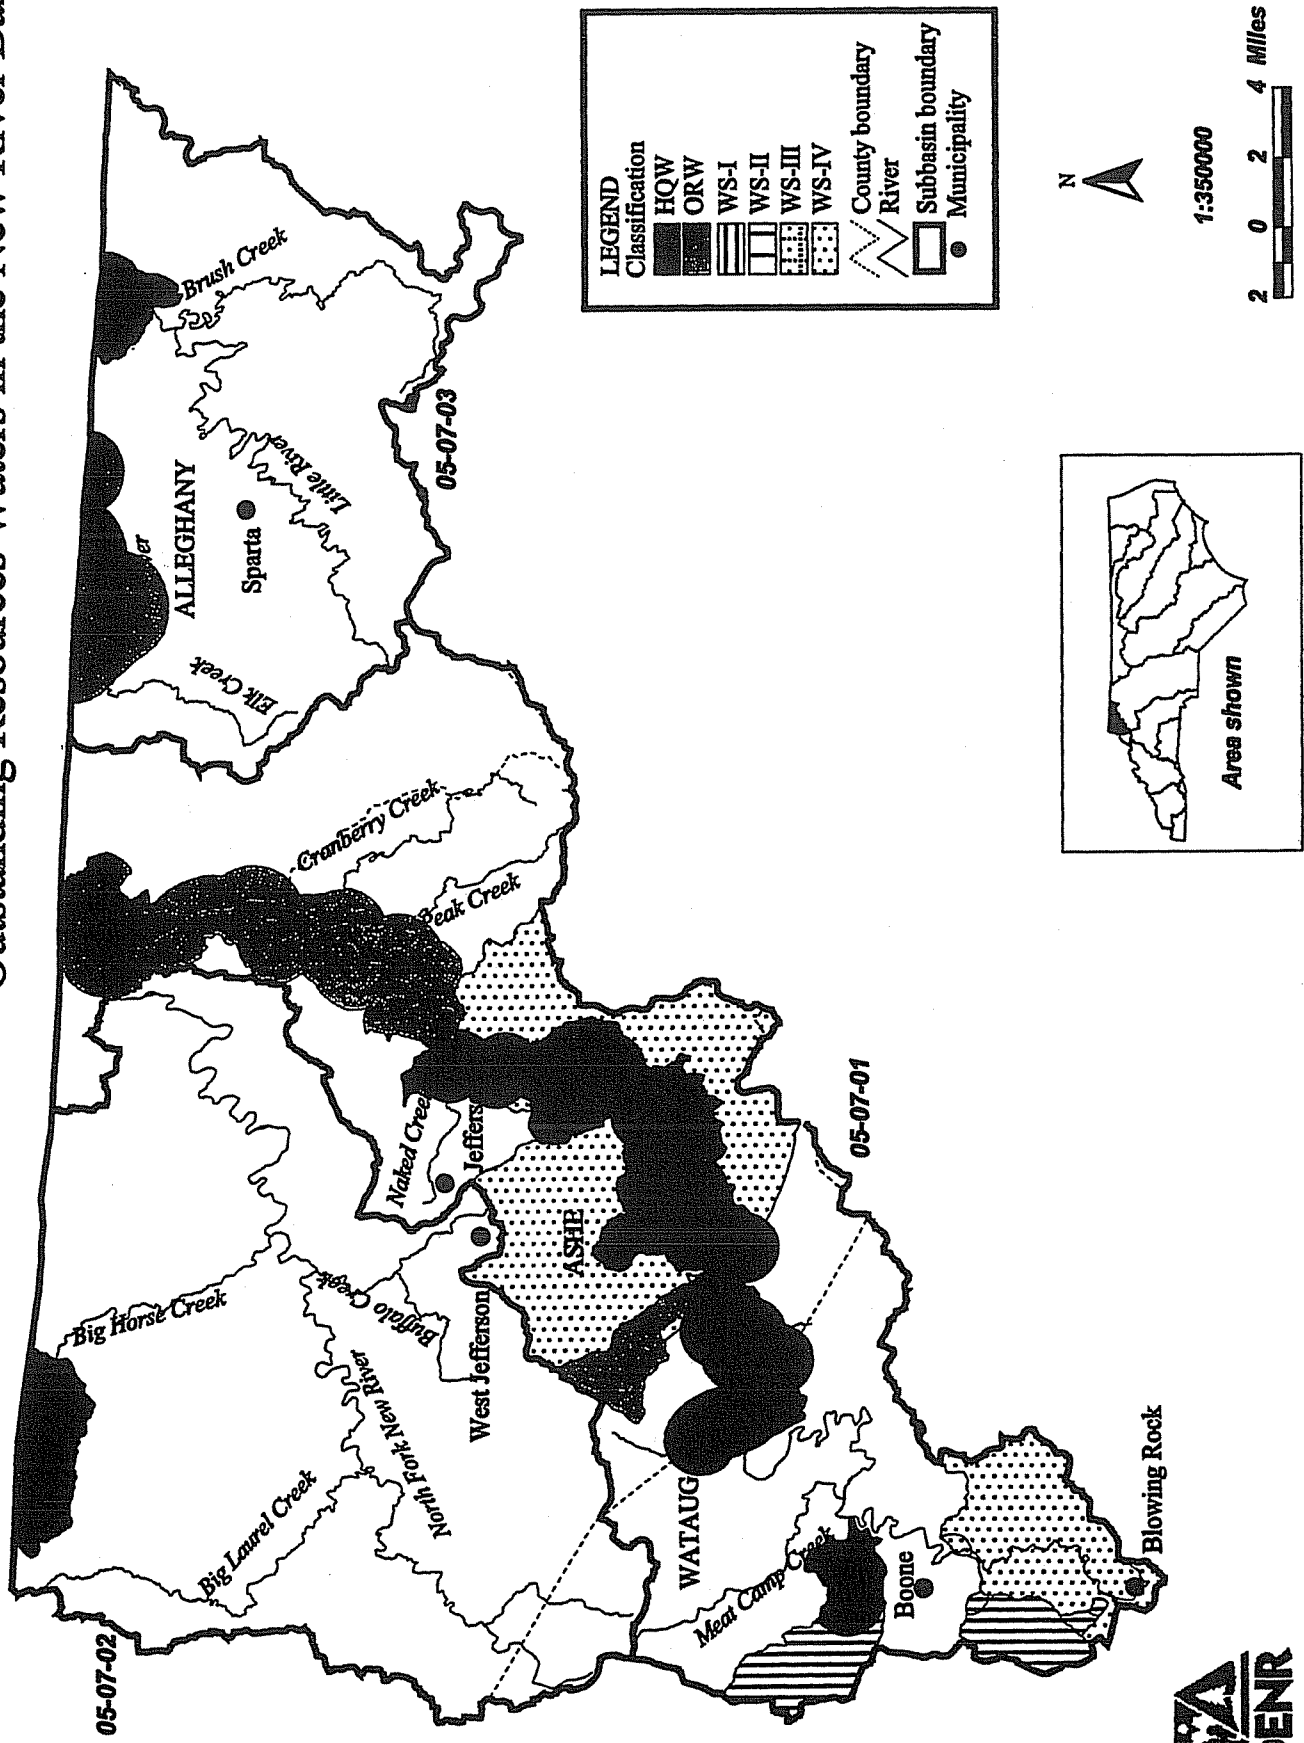 Outstanding Resources Waters in the New River Ba
LEGEND
Classification
HQW
ORW
WS-I
WS-II
WS-III
WS-IV
County boundary
River
Subbasin boundary
Municipality
N
1:350000
2 0 2 4 Miles
Area shown
05-07-02
05-07-03
05-07-01
ALLEGHANY
ASHE
WATAUG
Brush Creek
Little River
Sparta
Elk Creek
Cranberry Creek
Peak Creek
Naked Creek
Jeffers
Big Horse Creek
Buffalo Creek
West Jefferson
North Fork New River
Big Laurel Creek
Meat Camp Creek
Boone
Blowing Rock
DENR